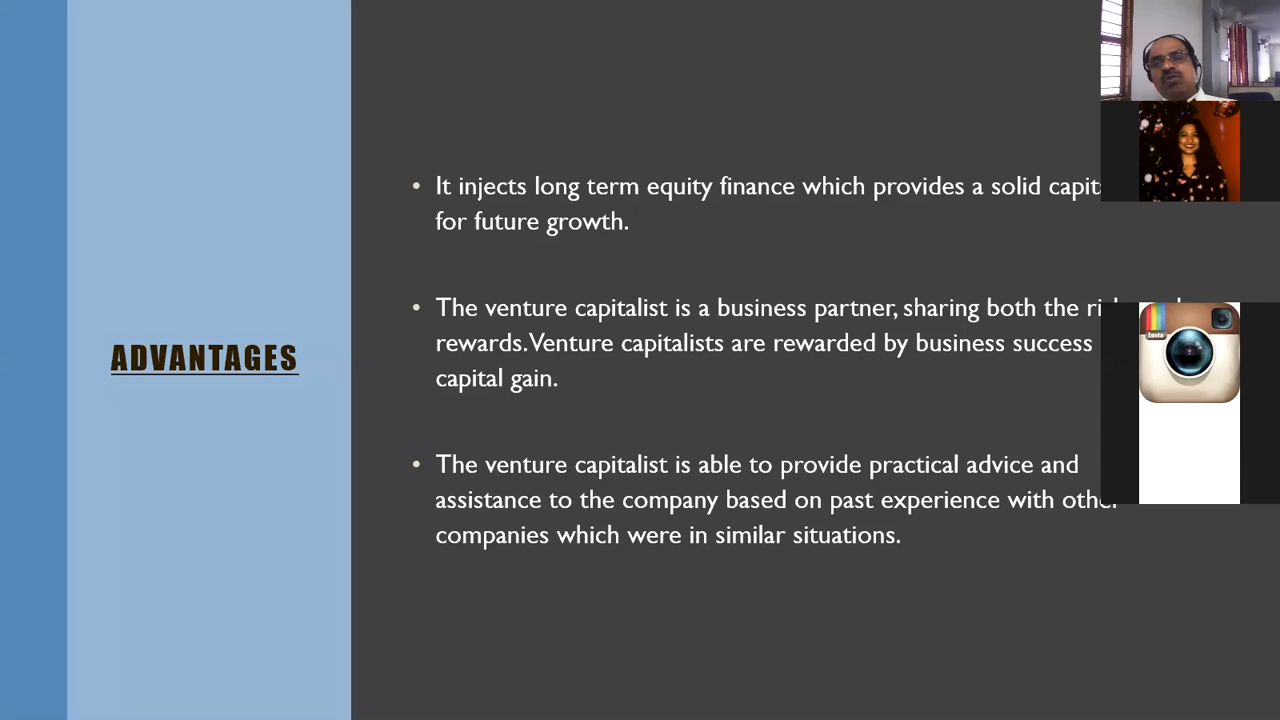 ADVANTAGES
• It injects long term equity finance which provides a solid
for future growth.
• The venture capitalist is a business partner, sharing both the
rewards. Venture capitalists are rewarded by business success
capital gain.
• The venture capitalist is able to provide practical advice and
assistance to the company based on past experience with other
companies which were in similar situations.
Insta